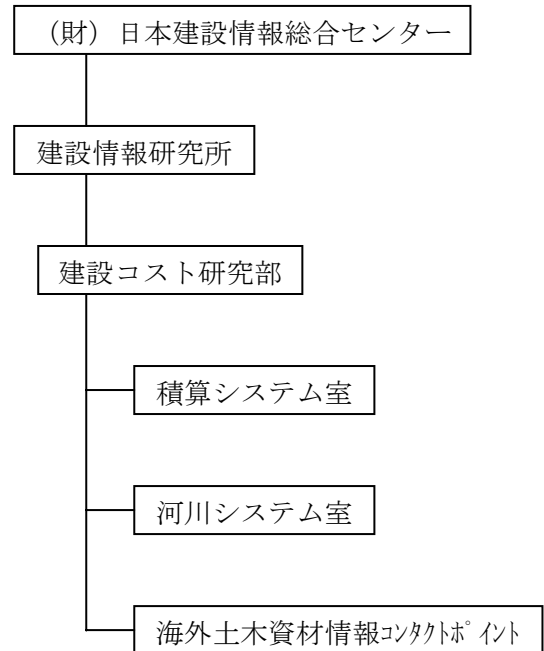 （財）日本建設情報総合センター
建設情報研究所
建設コスト研究部
積算システム室
河川システム室
海外土木資材情報ｺﾝﾀｸﾄﾎﾟｲﾝﾄ